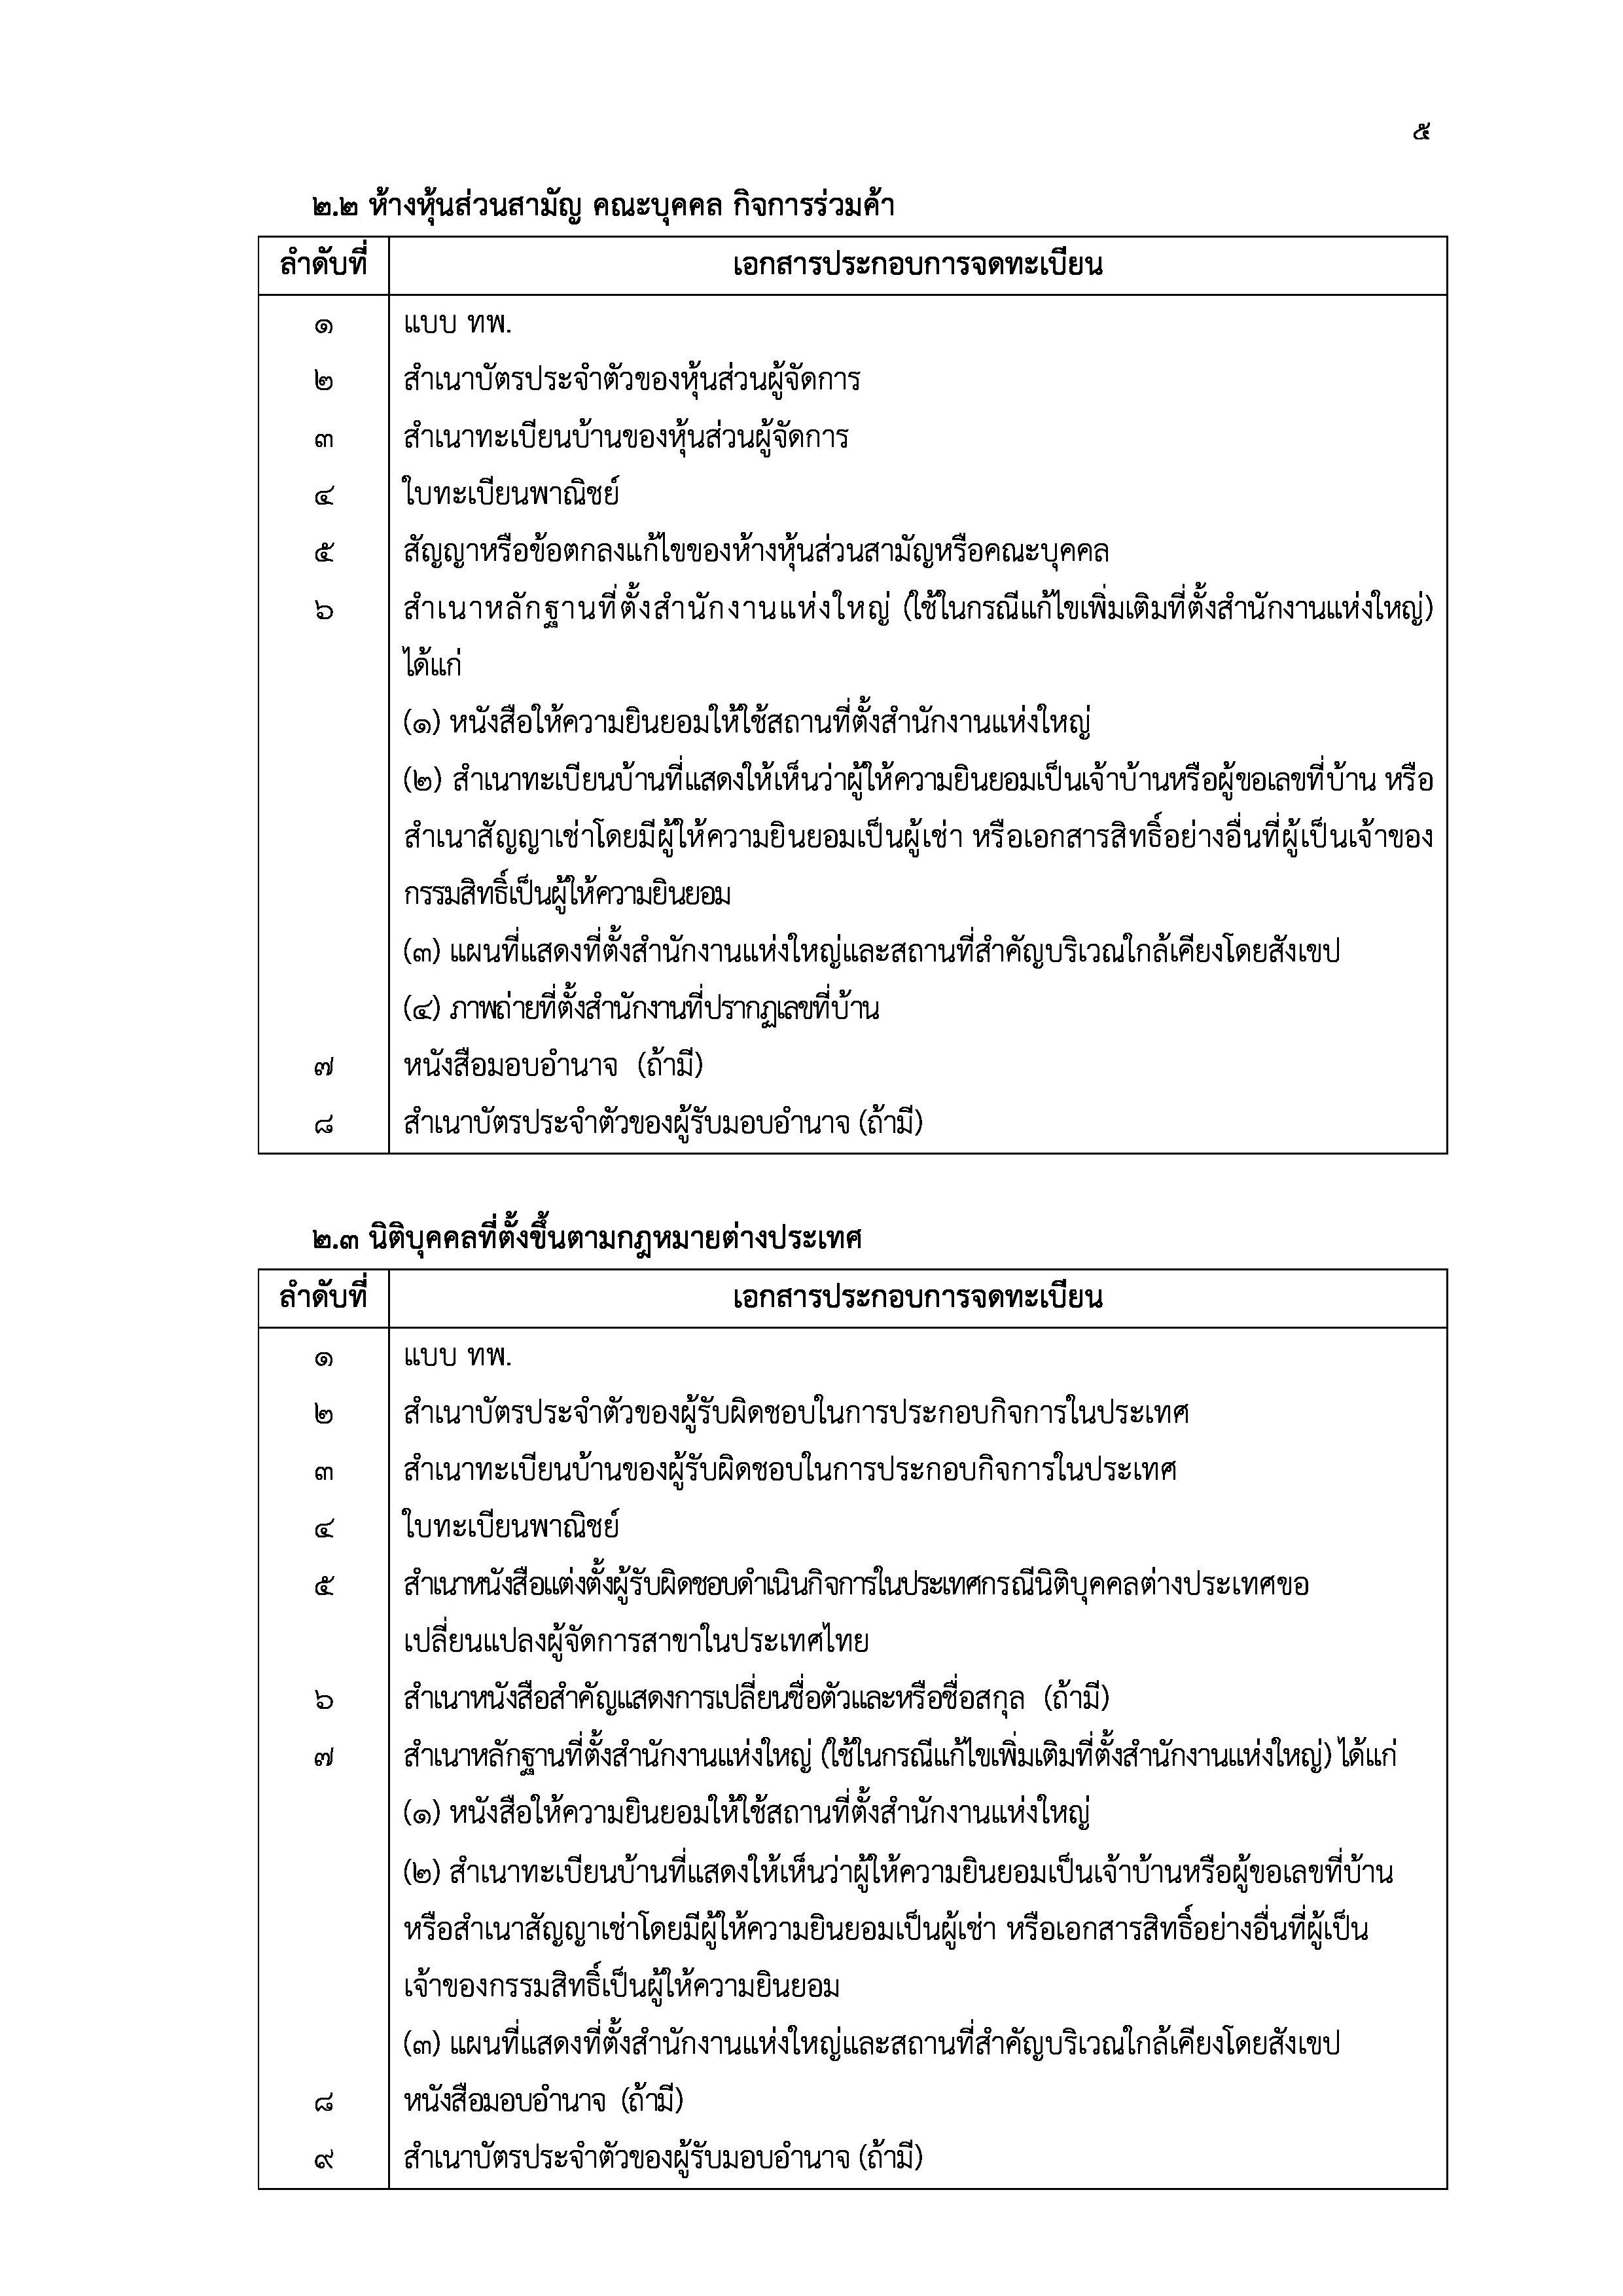 ๕
๒.๒ ห้างหุ้นส่วนสามัญ คณะบุคคล กิจการร่วมค้า
ลำดับที่ เอกสารประกอบการจดทะเบียน
๑ แบบ ทพ.
๒ สำเนาบัตรประจำตัวของหุ้นส่วนผู้จัดการ
๓ สำเนาทะเบียนบ้านของหุ้นส่วนผู้จัดการ
๔ ใบทะเบียนพาณิชย์
๕ สัญญาหรือข้อตกลงแก้ไขของห้างหุ้นส่วนสามัญหรือคณะบุคคล
๖ สำเนาหลักฐานที่ตั้งสำนักงานแห่งใหญ่ (ใช้ในกรณีแก้ไขเพิ่มเติมที่ตั้งสำนักงานแห่งใหญ่)
ได้แก่
(๑) หนังสือให้ความยินยอมให้ใช้สถานที่ตั้งสำนักงานแห่งใหญ่
(๒) สำเนาทะเบียนบ้านที่แสดงให้เห็นว่าผู้ให้ความยินยอมเป็นเจ้าบ้านหรือผู้ขอเลขที่บ้าน หรือ
สำเนาสัญญาเช่าโดยมีผู้ให้ความยินยอมเป็นผู้เช่า หรือเอกสารสิทธิ์อย่างอื่นที่ผู้เป็นเจ้าของ
กรรมสิทธิ์เป็นผู้ให้ความยินยอม
(๓) แผนที่แสดงที่ตั้งสำนักงานแห่งใหญ่และสถานที่สำคัญบริเวณใกล้เคียงโดยสังเขป
(๔) ภาพถ่ายที่ตั้งสำนักงานที่ปรากฏเลขที่บ้าน
๗ หนังสือมอบอำนาจ (ถ้ามี)
๘ สำเนาบัตรประจำตัวของผู้รับมอบอำนาจ (ถ้ามี)
๒.๓ นิติบุคคลที่ตั้งขึ้นตามกฎหมายต่างประเทศ
ลำดับที่ เอกสารประกอบการจดทะเบียน
๑ แบบ ทพ.
๒ สำเนาบัตรประจำตัวของผู้รับผิดชอบในการประกอบกิจการในประเทศ
๓ สำเนาทะเบียนบ้านของผู้รับผิดชอบในการประกอบกิจการในประเทศ
๔ ใบทะเบียนพาณิชย์
๕ สำเนาหนังสือแต่งตั้งผู้รับผิดชอบดำเนินกิจการในประเทศกรณีนิติบุคคลต่างประเทศขอ
เปลี่ยนแปลงผู้จัดการสาขาในประเทศไทย
๖ สำเนาหนังสือสำคัญแสดงการเปลี่ยนชื่อตัวและหรือชื่อสกุล (ถ้ามี)
๗ สำเนาหลักฐานที่ตั้งสำนักงานแห่งใหญ่ (ใช้ในกรณีแก้ไขเพิ่มเติมที่ตั้งสำนักงานแห่งใหญ่) ได้แก่
(๑) หนังสือให้ความยินยอมให้ใช้สถานที่ตั้งสำนักงานแห่งใหญ่
(๒) สำเนาทะเบียนบ้านที่แสดงให้เห็นว่าผู้ให้ความยินยอมเป็นเจ้าบ้านหรือผู้ขอเลขที่บ้าน
หรือสำเนาสัญญาเช่าโดยมีผู้ให้ความยินยอมเป็นผู้เช่า หรือเอกสารสิทธิ์อย่างอื่นที่ผู้เป็น
เจ้าของกรรมสิทธิ์เป็นผู้ให้ความยินยอม
(๓) แผนที่แสดงที่ตั้งสำนักงานแห่งใหญ่และสถานที่สำคัญบริเวณใกล้เคียงโดยสังเขป
๘ หนังสือมอบอำนาจ (ถ้ามี)
๙ สำเนาบัตรประจำตัวของผู้รับมอบอำนาจ (ถ้ามี)